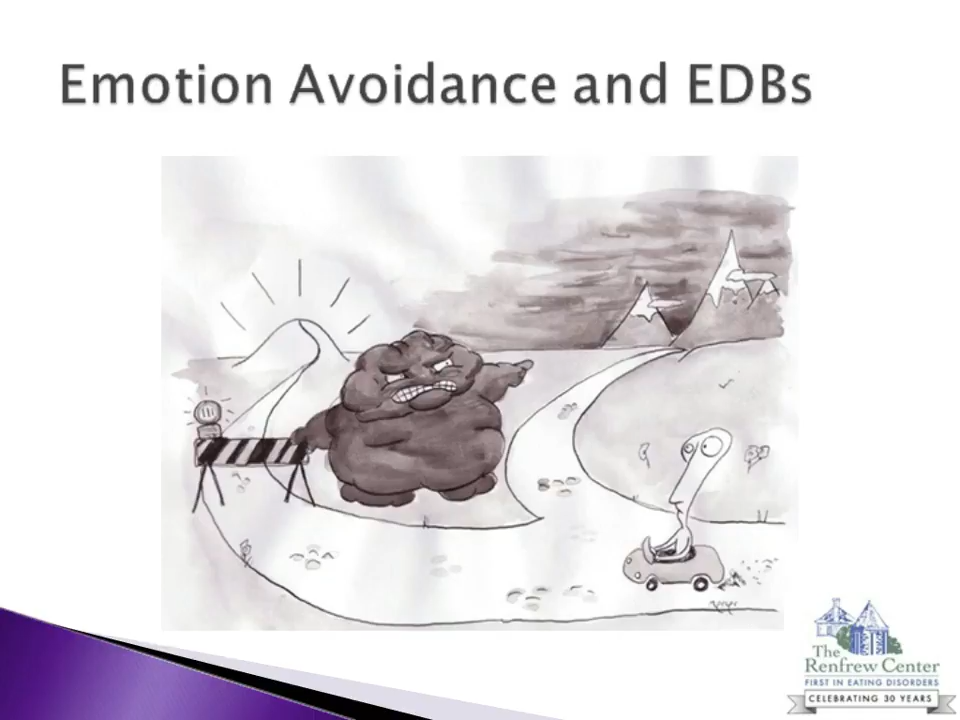 Emotion Avoidance and EDBs
The
Renfrew Center
FIRST IN EATING DISORDERS
CELEBRATING 30 YEARS